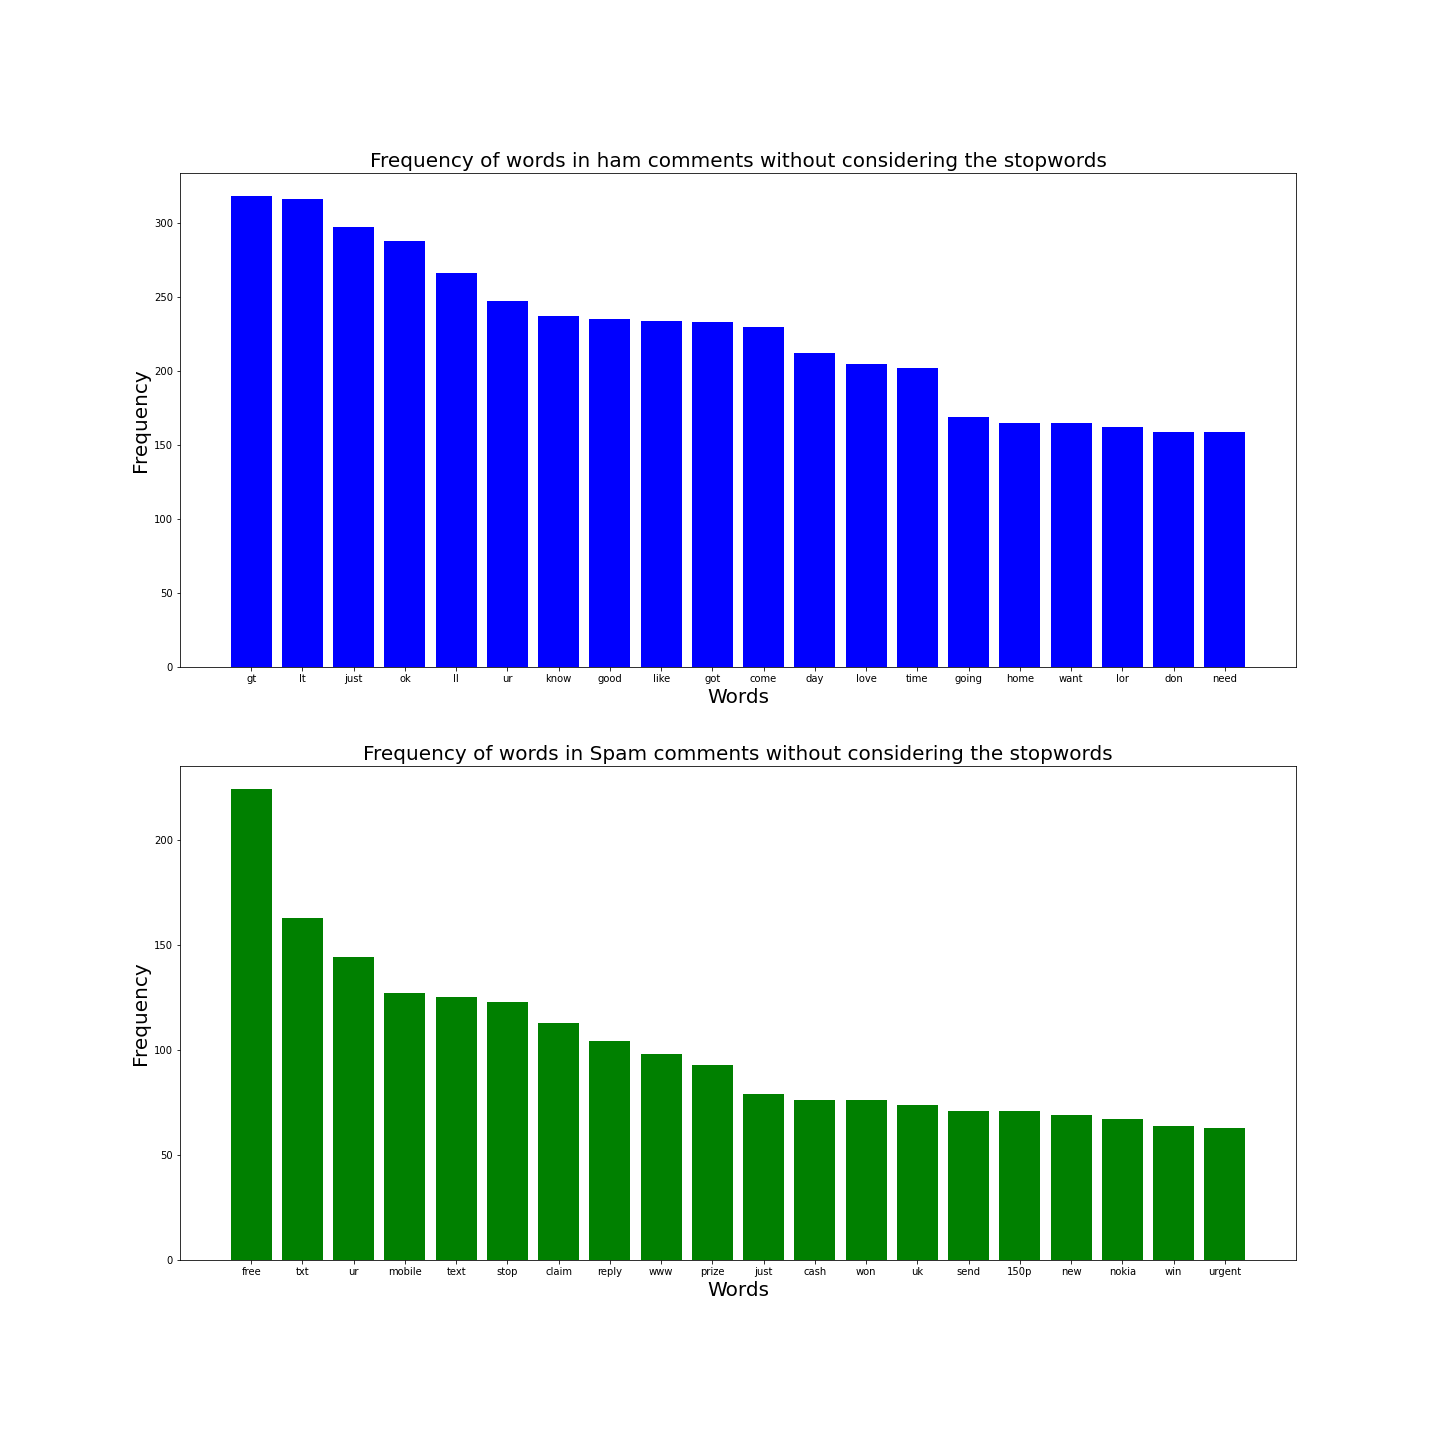 Frequency of words in ham comments without considering the stopwords
Frequency
300
250
200
150
100
50
0
gt lt just ok ll ur know good like got come day love time going home want lor don need
Words
Frequency of words in Spam comments without considering the stopwords
Frequency
200
150
100
50
0
free txt ur mobile text stop claim reply www prize just cash won uk send 150p new nokia win urgent
Words